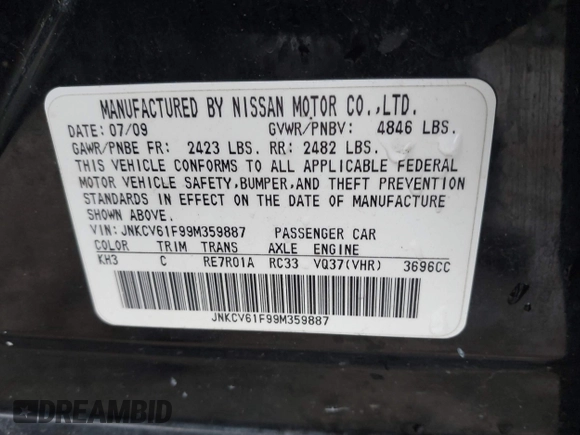 MANUFACTURED BY NISSAN MOTOR CO.,LTD.
DATE: 07/09 GVWR/PNBV: 4846 LBS.
GAWR/PNBE FR: 2423 LBS. RR: 2482 LBS.
THIS VEHICLE CONFORMS TO ALL APPLICABLE FEDERAL
MOTOR VEHICLE SAFETY,BUMPER,AND THEFT PREVENTION
STANDARDS IN EFFECT ON THE DATE OF MANUFACTURE
SHOWN ABOVE.
VIN: JNKCV61F99M359887 PASSENGER CAR
COLOR TRIM TRANS AXLE ENGINE
KH3 C RE7R01A RC33 VQ37(VHR) 3696CC
JNKCV61F99M359887
DREAMBID